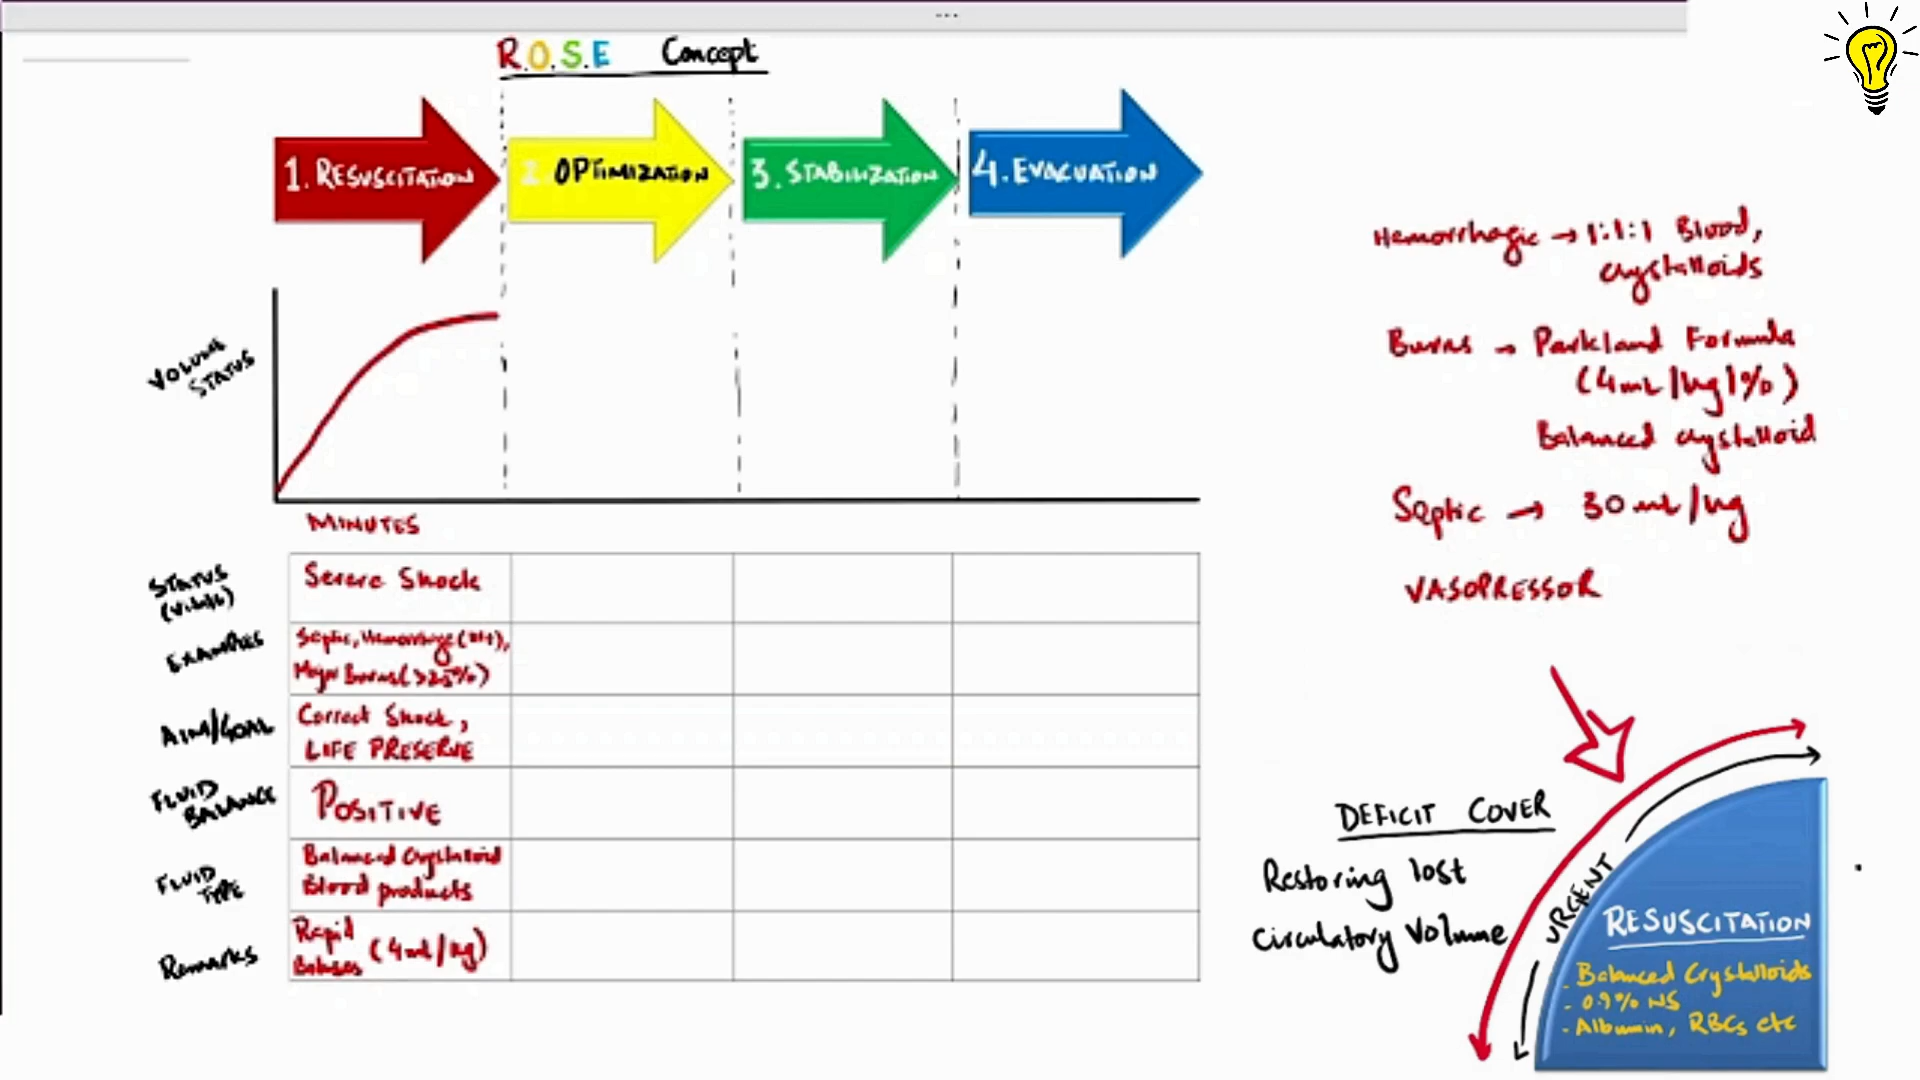 ...
R.O.S.E Concept
1. RESUSCITATION
2. OPTIMIZATION
3. STABILIZATION
4. EVACUATION
VOLUME
STATUS
MINUTES
STATUS
(Vitals)
Severe Shock
EXAMPLES
Septic, Hemorrhage
Major Burns (>25%)
AIM/GOAL
Correct Shock,
LIFE PRESERVE
FLUID
BALANCE
POSITIVE
FLUID
TYPE
Balanced Crystalloid
Blood products
Remarks
Rapid
Boluses (4mL/kg)
Hemorrhagic → 1:1:1 Blood,
crystalloids
Burns → Parkland Formula
(4mL/kg/%)
Balanced crystalloid
Septic → 30 mL/kg
VASOPRESSOR
DEFICIT COVER
Restoring lost
Circulatory Volume
URGENT
RESUSCITATION
- Balanced Crystalloids
- 0.9% NS
- Albumin, RBCs etc